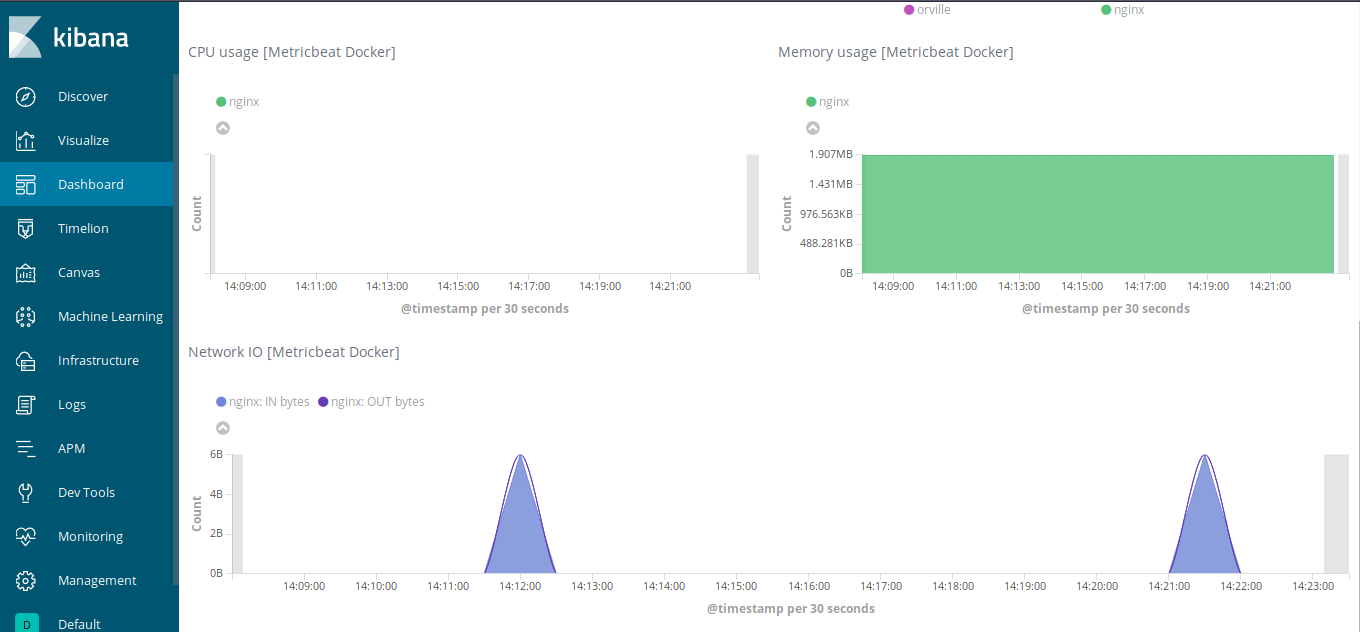 kibana
Discover
Visualize
Dashboard
Timelion
Canvas
Machine Learning
Infrastructure
Logs
APM
Dev Tools
Monitoring
Management
D Default
orville nginx
CPU usage [Metricbeat Docker]
nginx
Count
14:09:00 14:11:00 14:13:00 14:15:00 14:17:00 14:19:00 14:21:00
@timestamp per 30 seconds
Memory usage [Metricbeat Docker]
nginx
1.907MB
1.431MB
976.563KB
488.281KB
0B
Count
14:09:00 14:11:00 14:13:00 14:15:00 14:17:00 14:19:00 14:21:00
@timestamp per 30 seconds
Network IO [Metricbeat Docker]
nginx: IN bytes nginx: OUT bytes
6B
4B
2B
0B
Count
14:09:00 14:10:00 14:11:00 14:12:00 14:13:00 14:14:00 14:15:00 14:16:00 14:17:00 14:18:00 14:19:00 14:20:00 14:21:00 14:22:00 14:23:00
@timestamp per 30 seconds